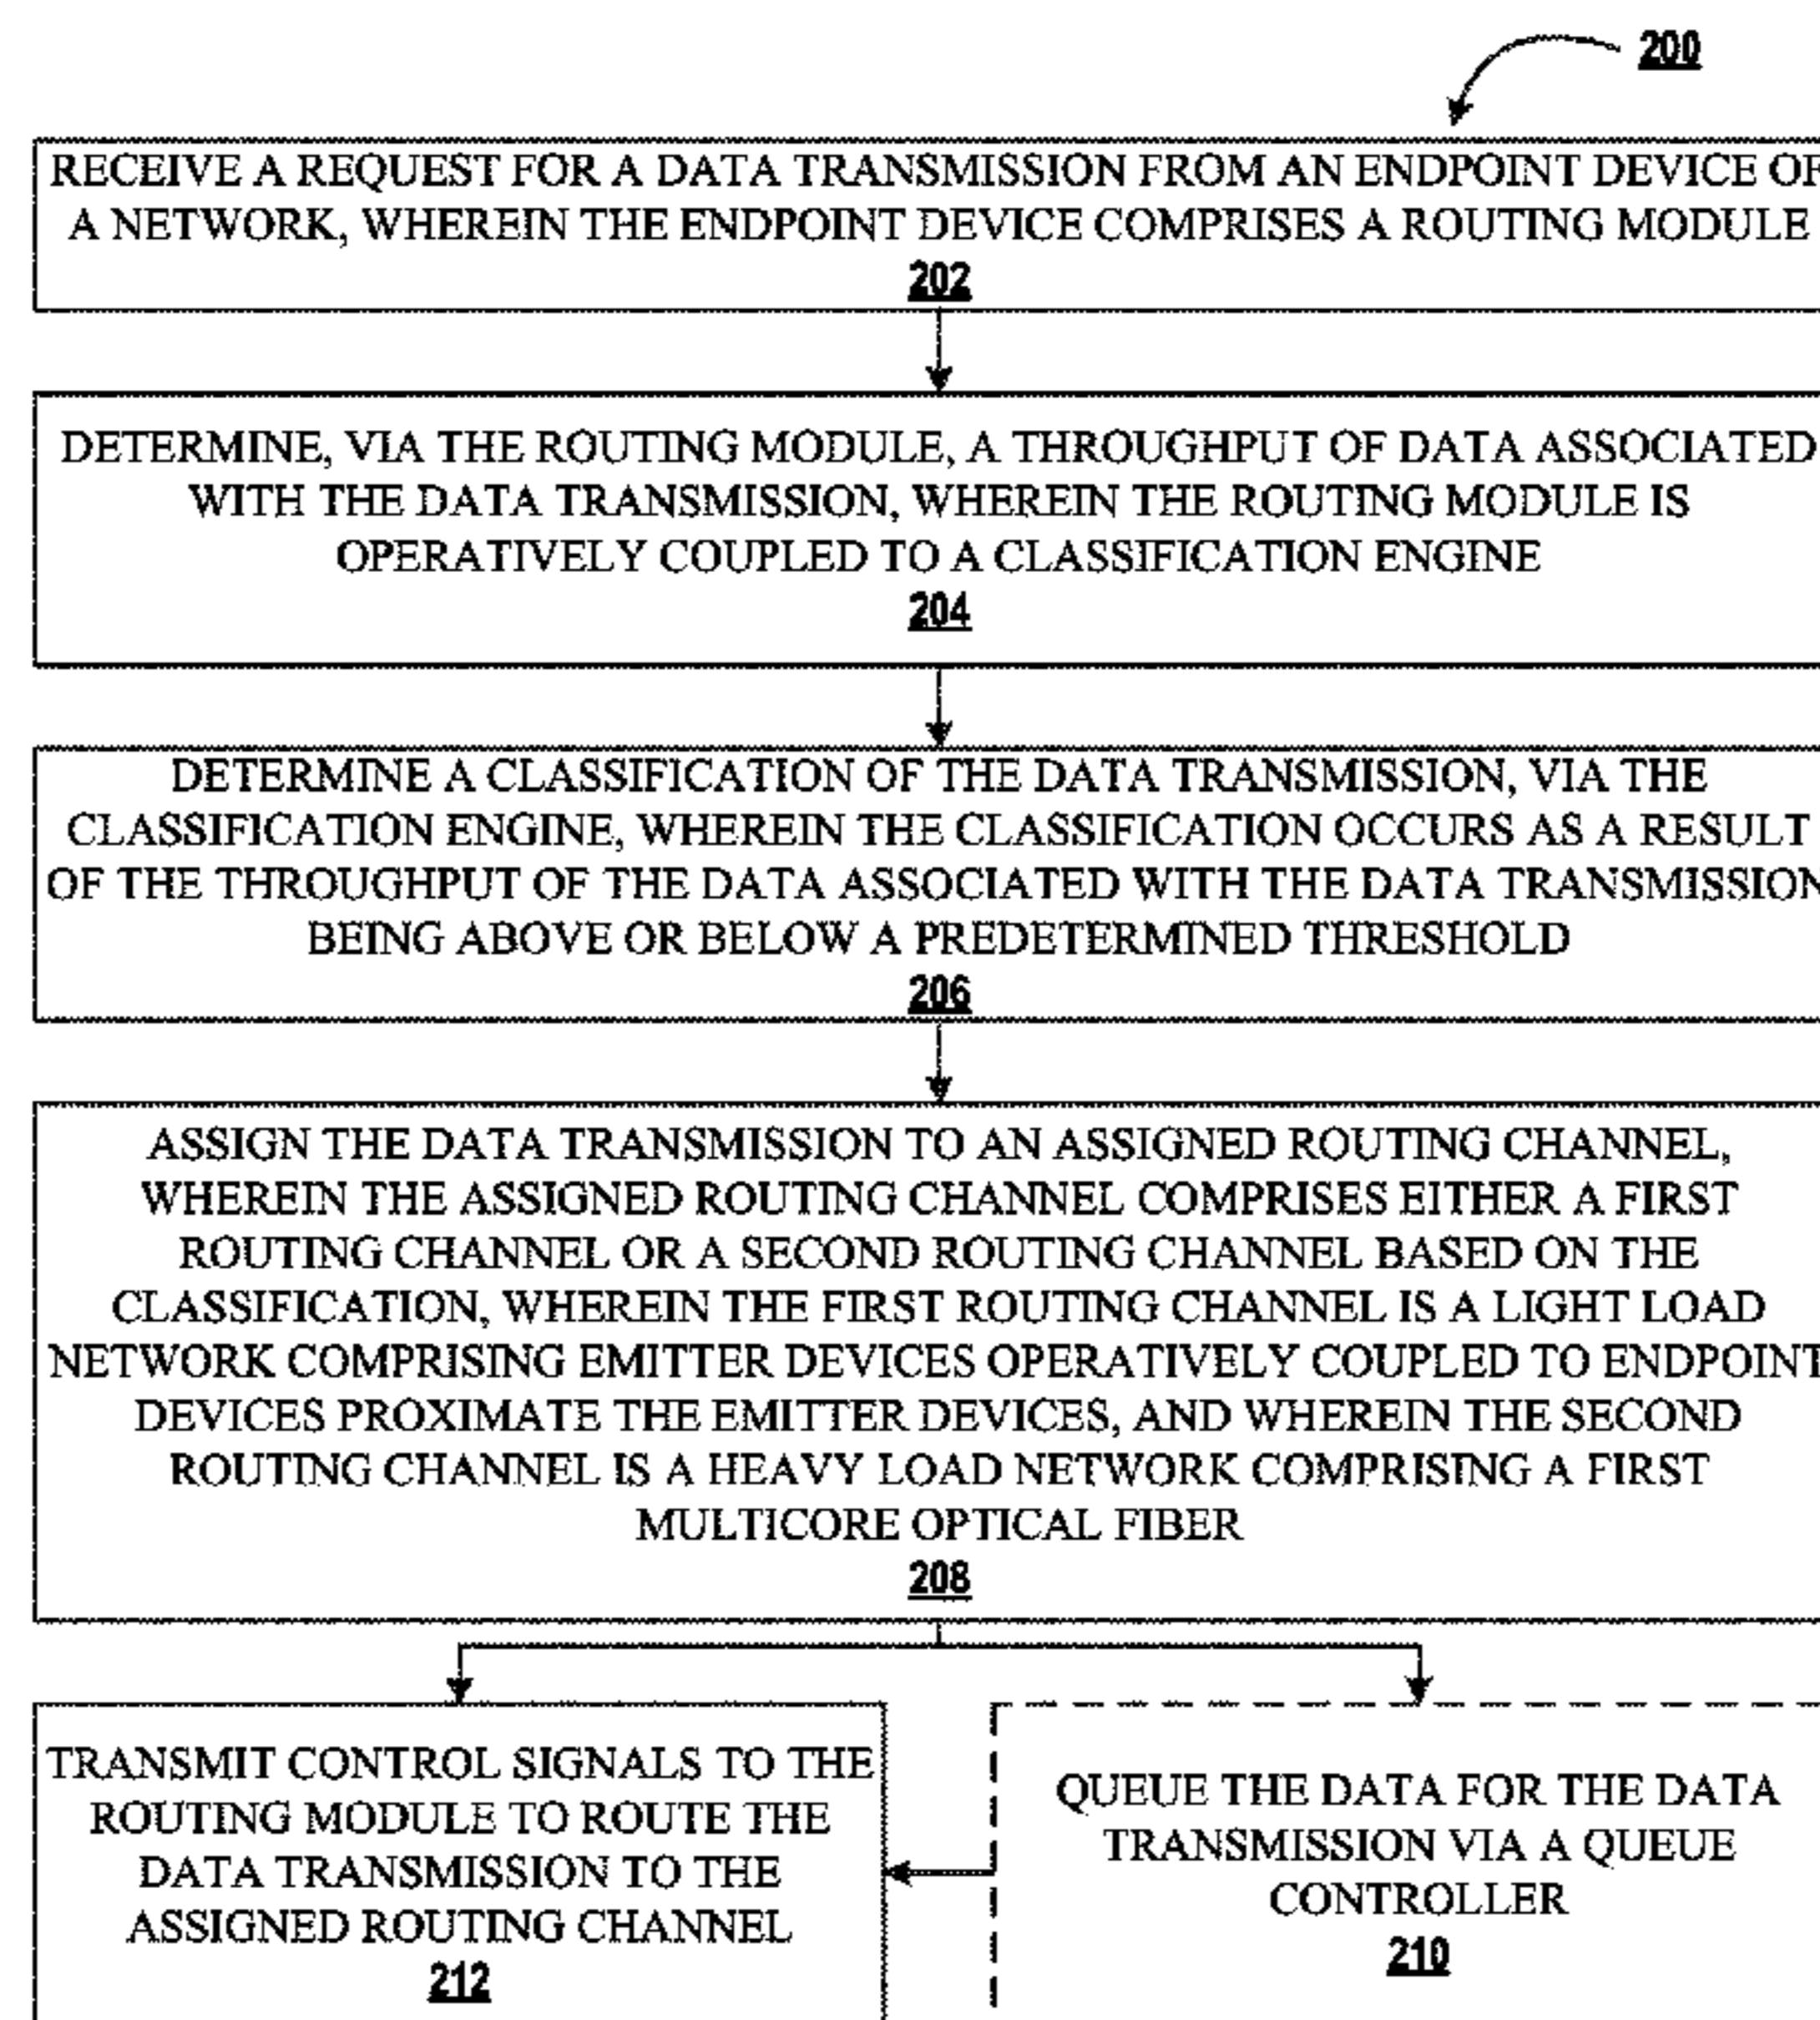 200
RECEIVE A REQUEST FOR A DATA TRANSMISSION FROM AN ENDPOINT DEVICE OF
A NETWORK, WHEREIN THE ENDPOINT DEVICE COMPRISES A ROUTING MODULE
202
DETERMINE, VIA THE ROUTING MODULE, A THROUGHPUT OF DATA ASSOCIATED
WITH THE DATA TRANSMISSION, WHEREIN THE ROUTING MODULE IS
OPERATIVELY COUPLED TO A CLASSIFICATION ENGINE
204
DETERMINE A CLASSIFICATION OF THE DATA TRANSMISSION, VIA THE
CLASSIFICATION ENGINE, WHEREIN THE CLASSIFICATION OCCURS AS A RESULT
OF THE THROUGHPUT OF THE DATA ASSOCIATED WITH THE DATA TRANSMISSION
BEING ABOVE OR BELOW A PREDETERMINED THRESHOLD
206
ASSIGN THE DATA TRANSMISSION TO AN ASSIGNED ROUTING CHANNEL,
WHEREIN THE ASSIGNED ROUTING CHANNEL COMPRISES EITHER A FIRST
ROUTING CHANNEL OR A SECOND ROUTING CHANNEL BASED ON THE
CLASSIFICATION, WHEREIN THE FIRST ROUTING CHANNEL IS A LIGHT LOAD
NETWORK COMPRISING EMITTER DEVICES OPERATIVELY COUPLED TO ENDPOINT
DEVICES PROXIMATE THE EMITTER DEVICES, AND WHEREIN THE SECOND
ROUTING CHANNEL IS A HEAVY LOAD NETWORK COMPRISING A FIRST
MULTICORE OPTICAL FIBER
208
TRANSMIT CONTROL SIGNALS TO THE
ROUTING MODULE TO ROUTE THE
DATA TRANSMISSION TO THE
ASSIGNED ROUTING CHANNEL
212
QUEUE THE DATA FOR THE DATA
TRANSMISSION VIA A QUEUE
CONTROLLER
210